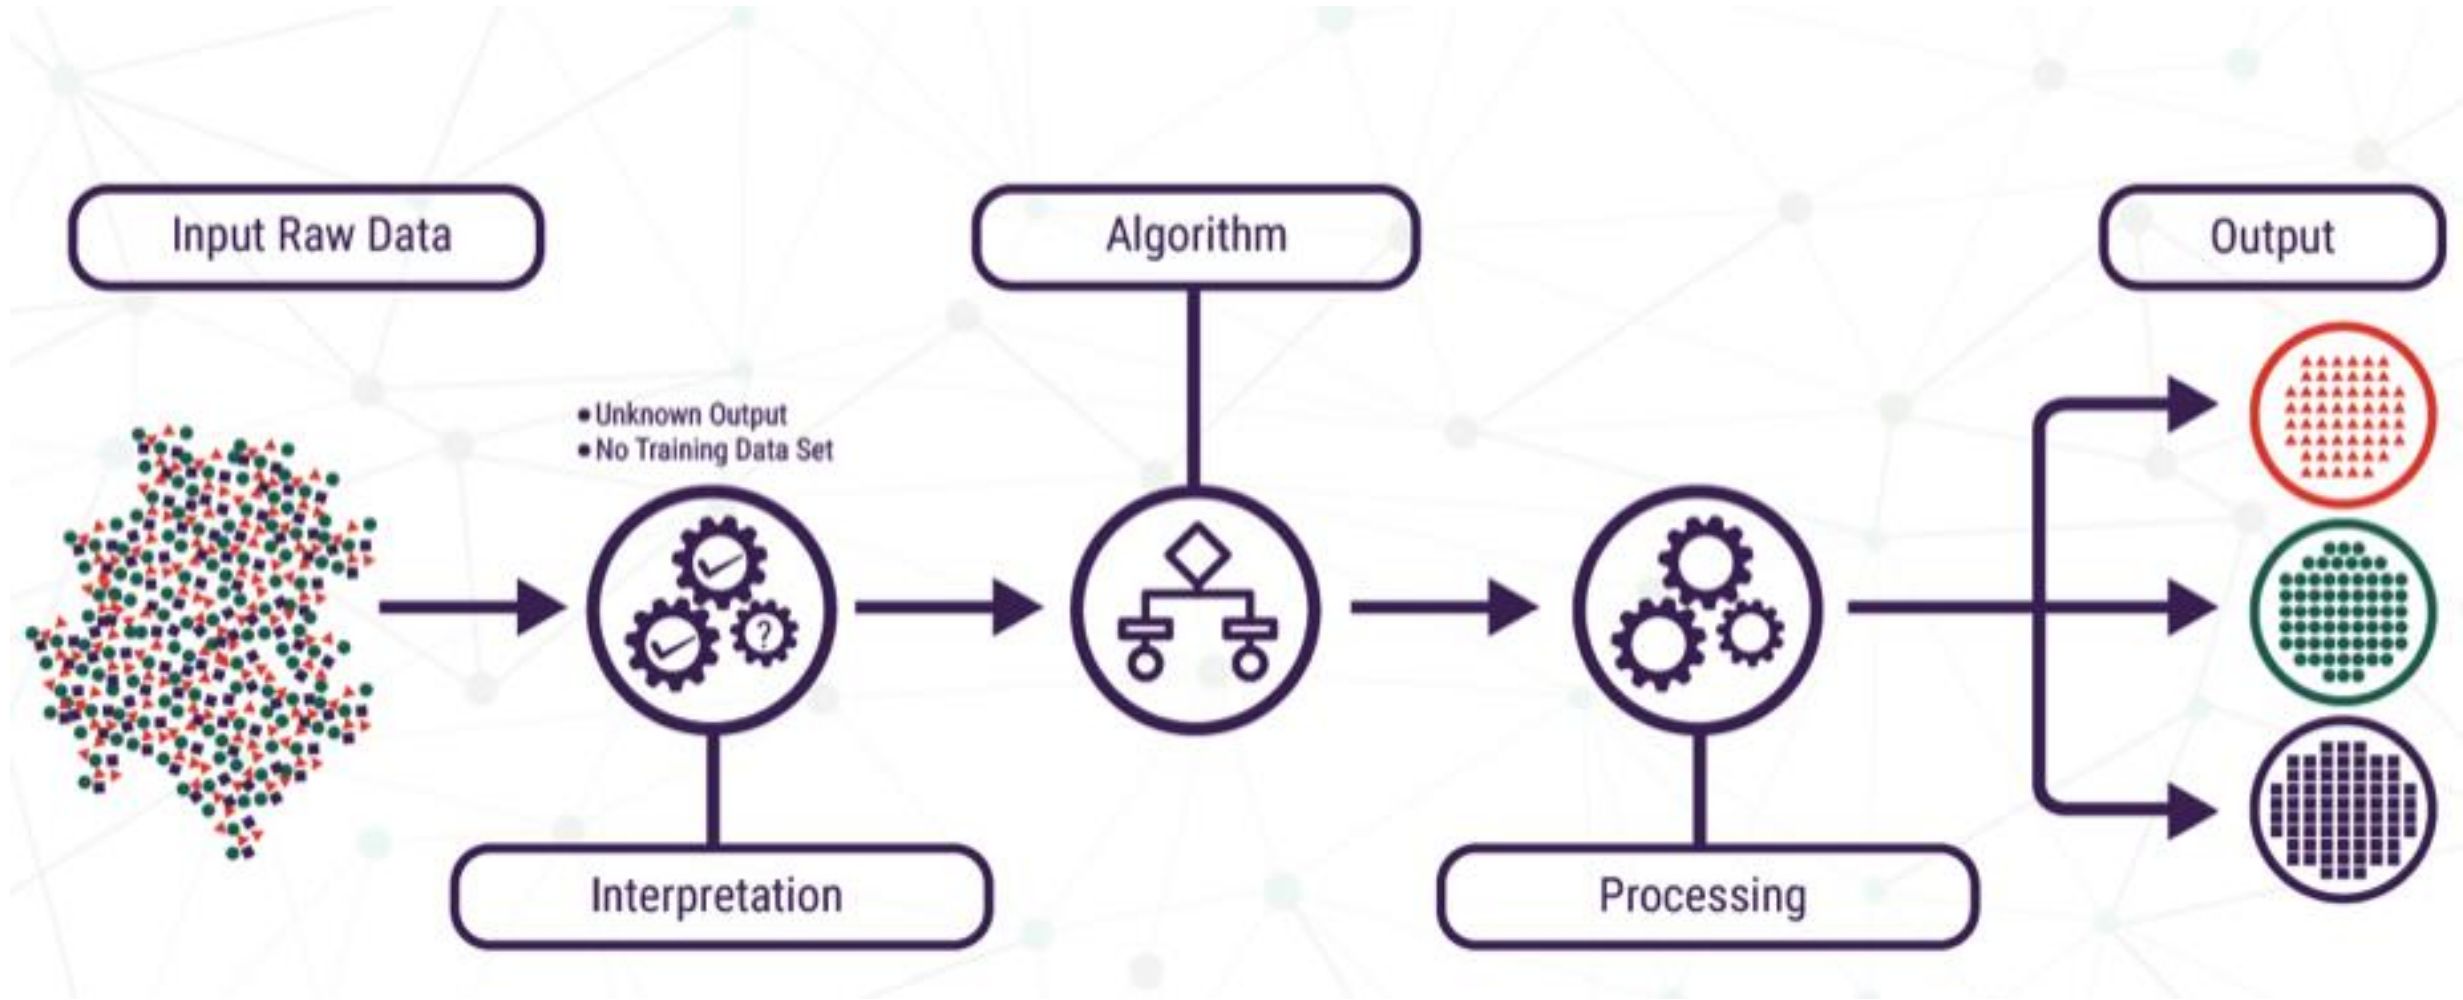 Input Raw Data
Algorithm
Output
• Unknown Output
• No Training Data Set
?
Interpretation
Processing